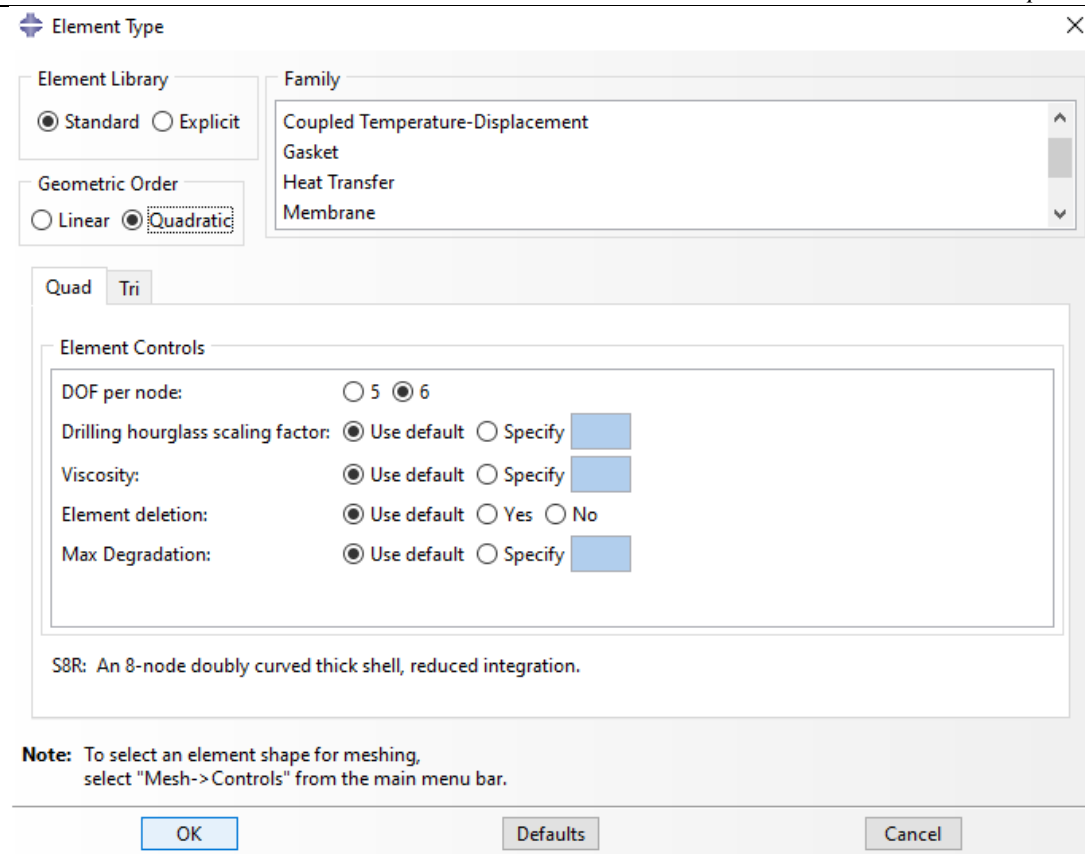 Element Type
Element Library
Standard Explicit
Family
Coupled Temperature-Displacement
Gasket
Heat Transfer
Membrane
Geometric Order
Linear Quadratic
Quad Tri
Element Controls
DOF per node: 5 6
Drilling hourglass scaling factor: Use default Specify
Viscosity: Use default Specify
Element deletion: Use default Yes No
Max Degradation: Use default Specify
S8R: An 8-node doubly curved thick shell, reduced integration.
Note: To select an element shape for meshing,
select "Mesh->Controls" from the main menu bar.
OK Defaults Cancel